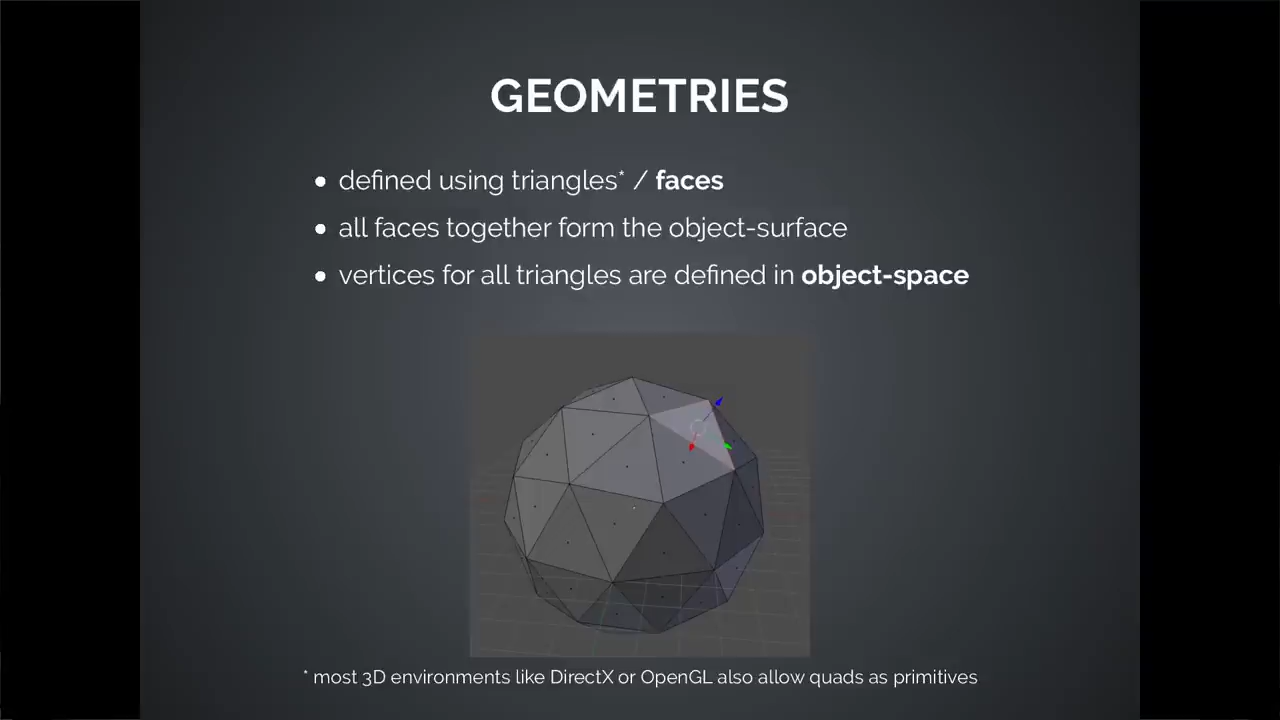 GEOMETRIES
• defined using triangles* / faces
• all faces together form the object-surface
• vertices for all triangles are defined in object-space
* most 3D environments like DirectX or OpenGL also allow quads as primitives